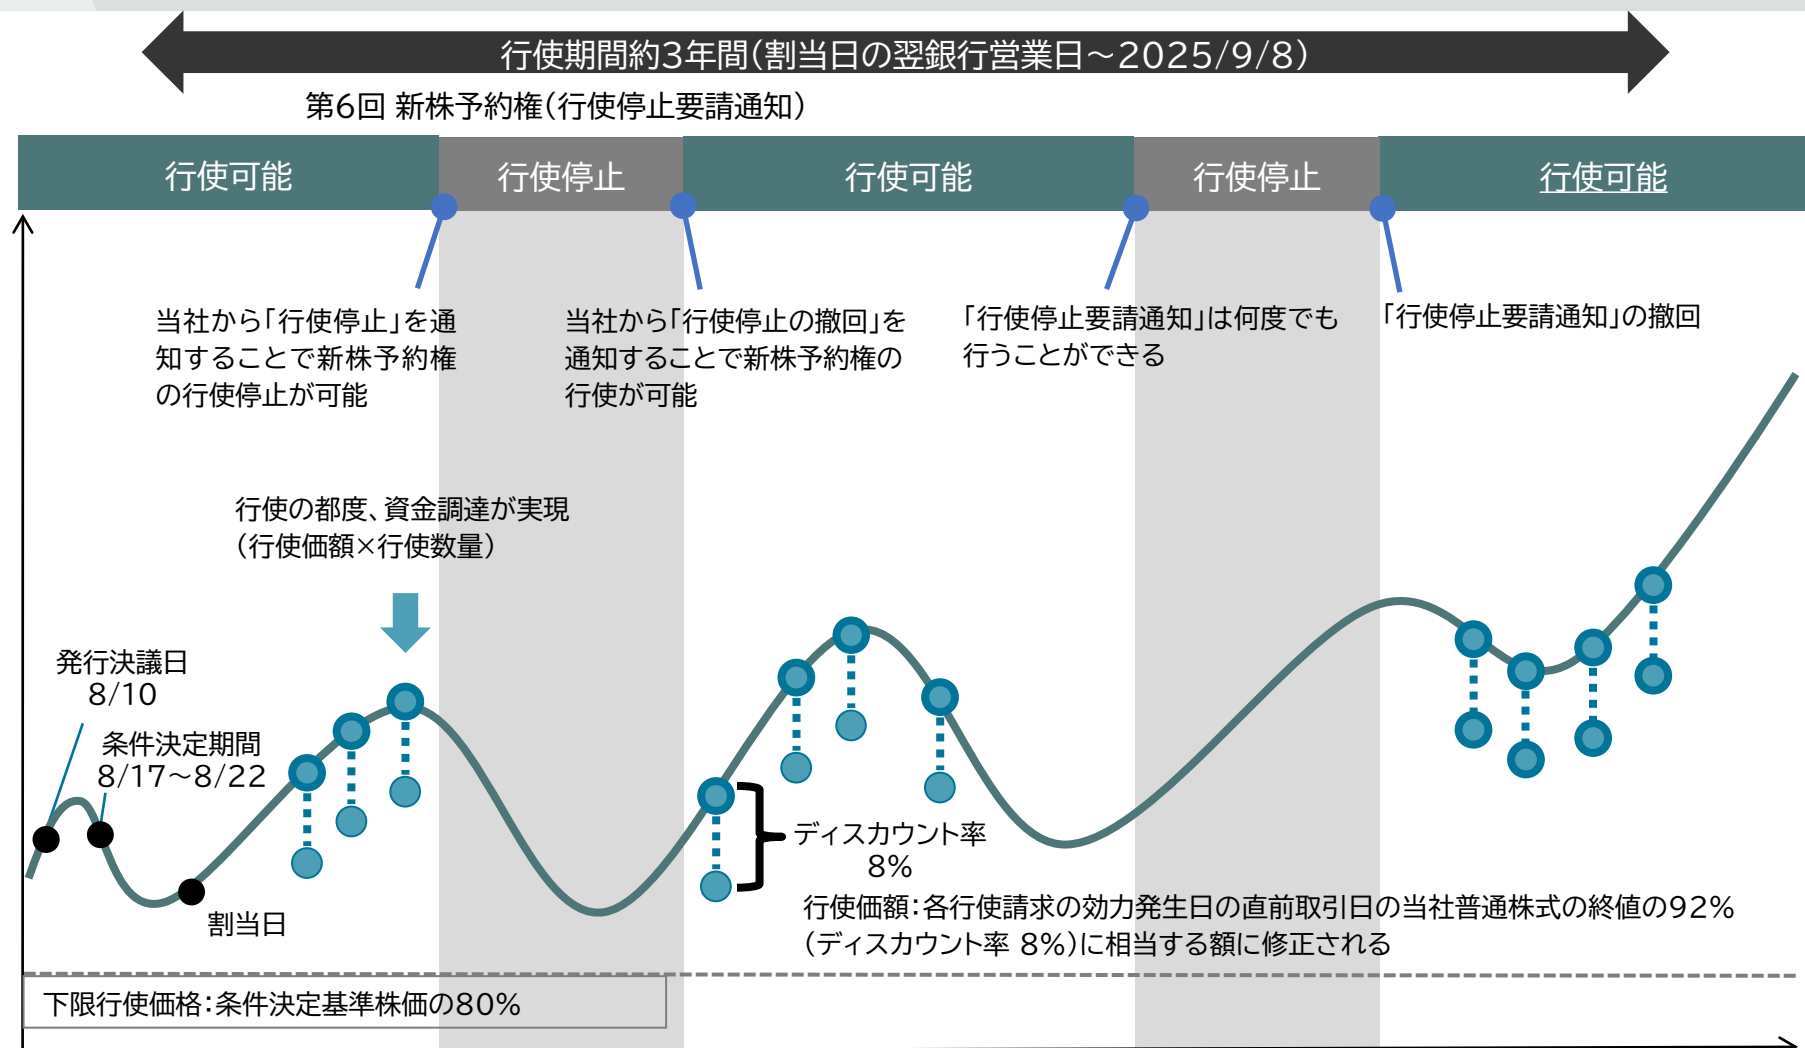 行使期間約3年間（割当日の翌銀行営業日～2025/9/8）
第6回 新株予約権（行使停止要請通知）
行使可能
行使停止
行使可能
行使停止
行使可能
当社から「行使停止」を通
知することで新株予約権
の行使停止が可能
当社から「行使停止の撤回」を
通知することで新株予約権の
行使が可能
「行使停止要請通知」は何度でも
行うことができる
「行使停止要請通知」の撤回
行使の都度、資金調達が実現
（行使価額×行使数量）
発行決議日
8/10
条件決定期間
8/17～8/22
割当日
ディスカウント率
8%
行使価額：各行使請求の効力発生日の直前取引日の当社普通株式の終値の92%
（ディスカウント率 8%）に相当する額に修正される
下限行使価格：条件決定基準株価の80%